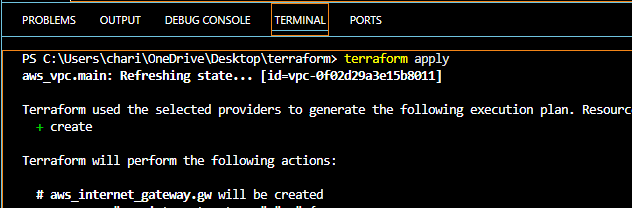 PROBLEMS OUTPUT DEBUG CONSOLE TERMINAL PORTS
PS C:\Users\chari\OneDrive\Desktop\terraform> terraform apply
aws_vpc.main: Refreshing state... [id=vpc-0f02d29a3e15b8011]
Terraform used the selected providers to generate the following execution plan. Resourc
+ create
Terraform will perform the following actions:
# aws_internet_gateway.gw will be created